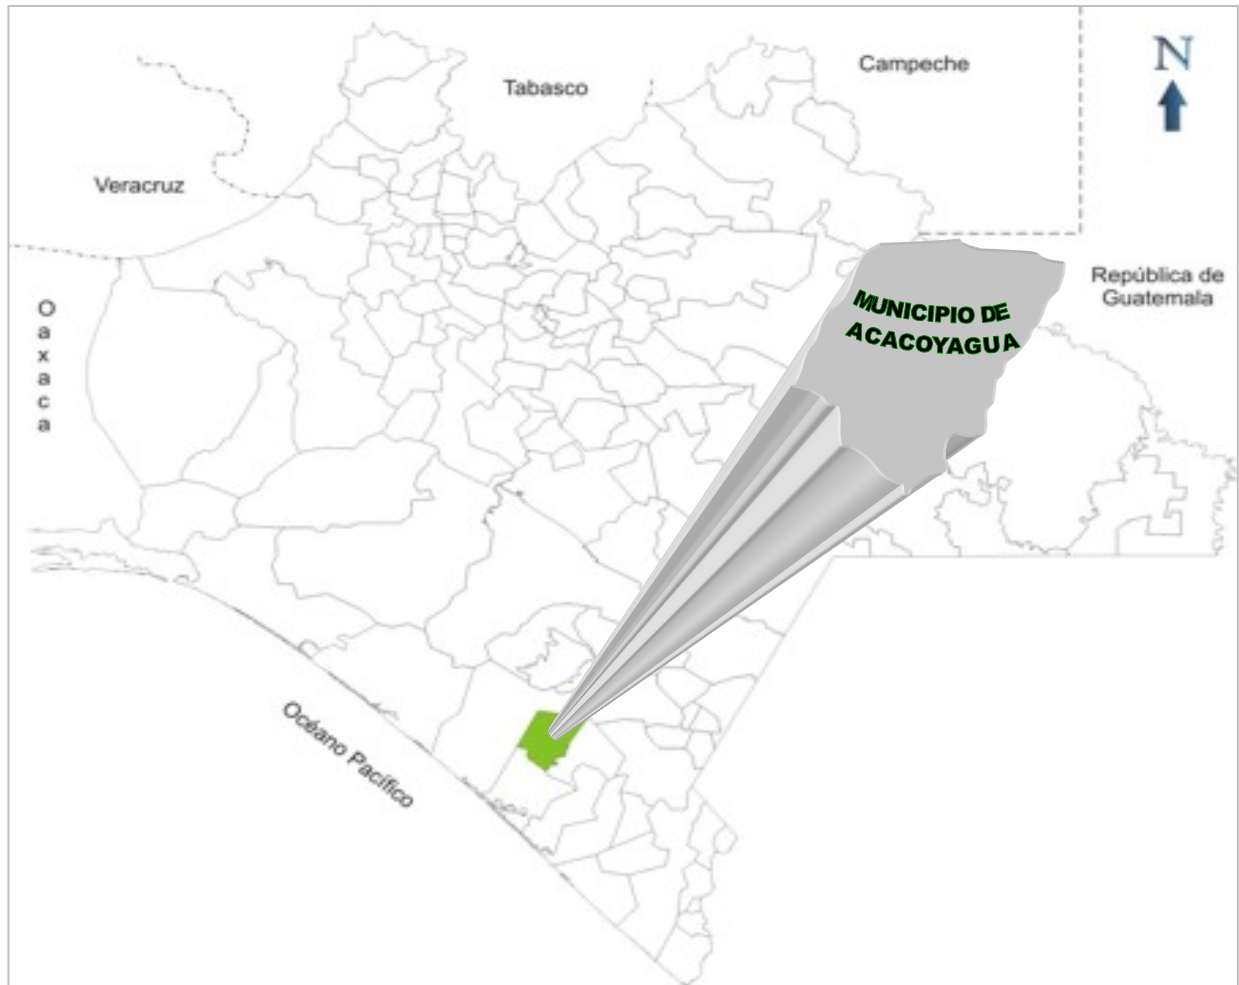 Campeche
N
Tabasco
Veracruz
República de
Guatemala
Oaxaca
MUNICIPIO DE
ACACOYAGUA
Océano Pacífico